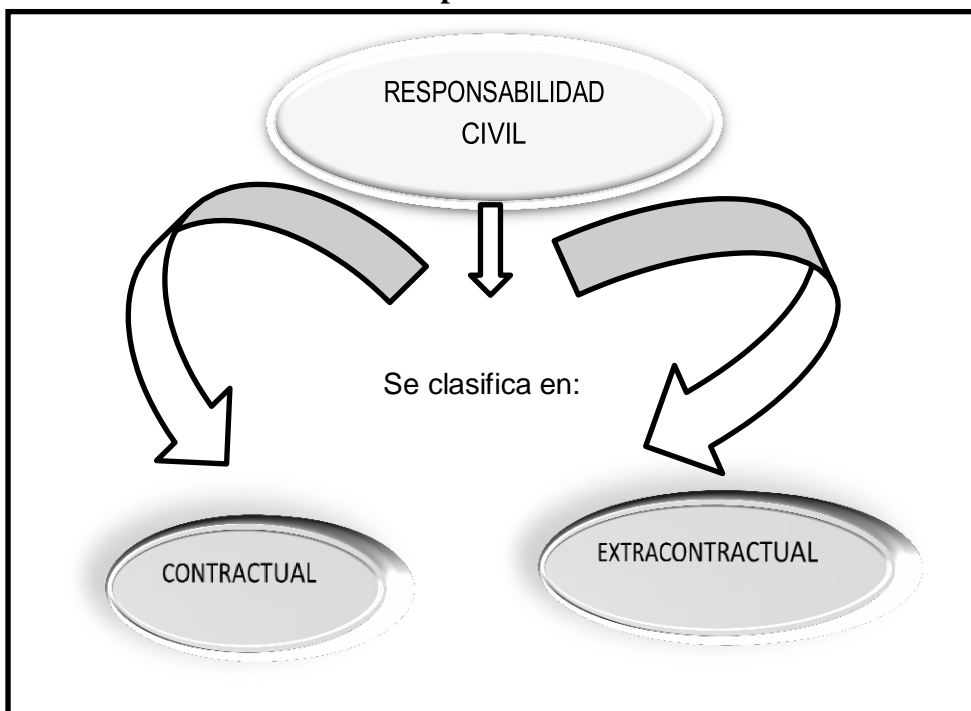 RESPONSABILIDAD
CIVIL
Se clasifica en:
CONTRACTUAL
EXTRACONTRACTUAL